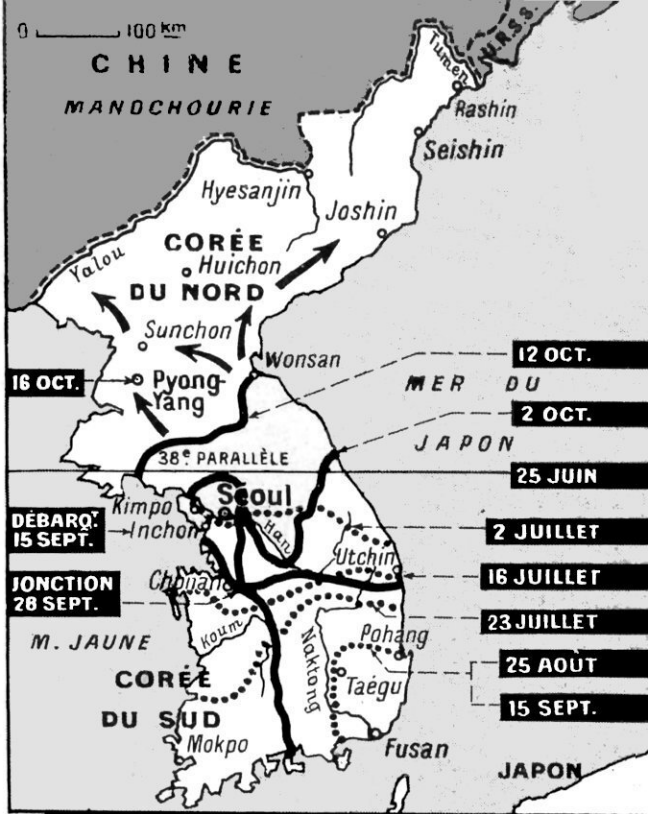 0 100 km
CHINE
MANDCHOURIE
U.R.S.S.
Tumen
Rashin
Seishin
Hyesanjin
Joshin
CORÉE
DU NORD
Yalou
Huichon
Sunchon
Wonsan
12 OCT.
16 OCT.
Pyong-
Yang
MER DU
JAPON
2 OCT.
38e PARALLÈLE
25 JUIN
Kimpo
Séoul
Inchon
Han
DÉBARQT
15 SEPT.
2 JUILLET
Utchin
16 JUILLET
Chonan
JONCTION
28 SEPT.
23 JUILLET
Koum
M. JAUNE
Naktong
Pohang
25 AOUT
CORÉE
DU SUD
Taégu
15 SEPT.
Mokpo
Fusan
JAPON